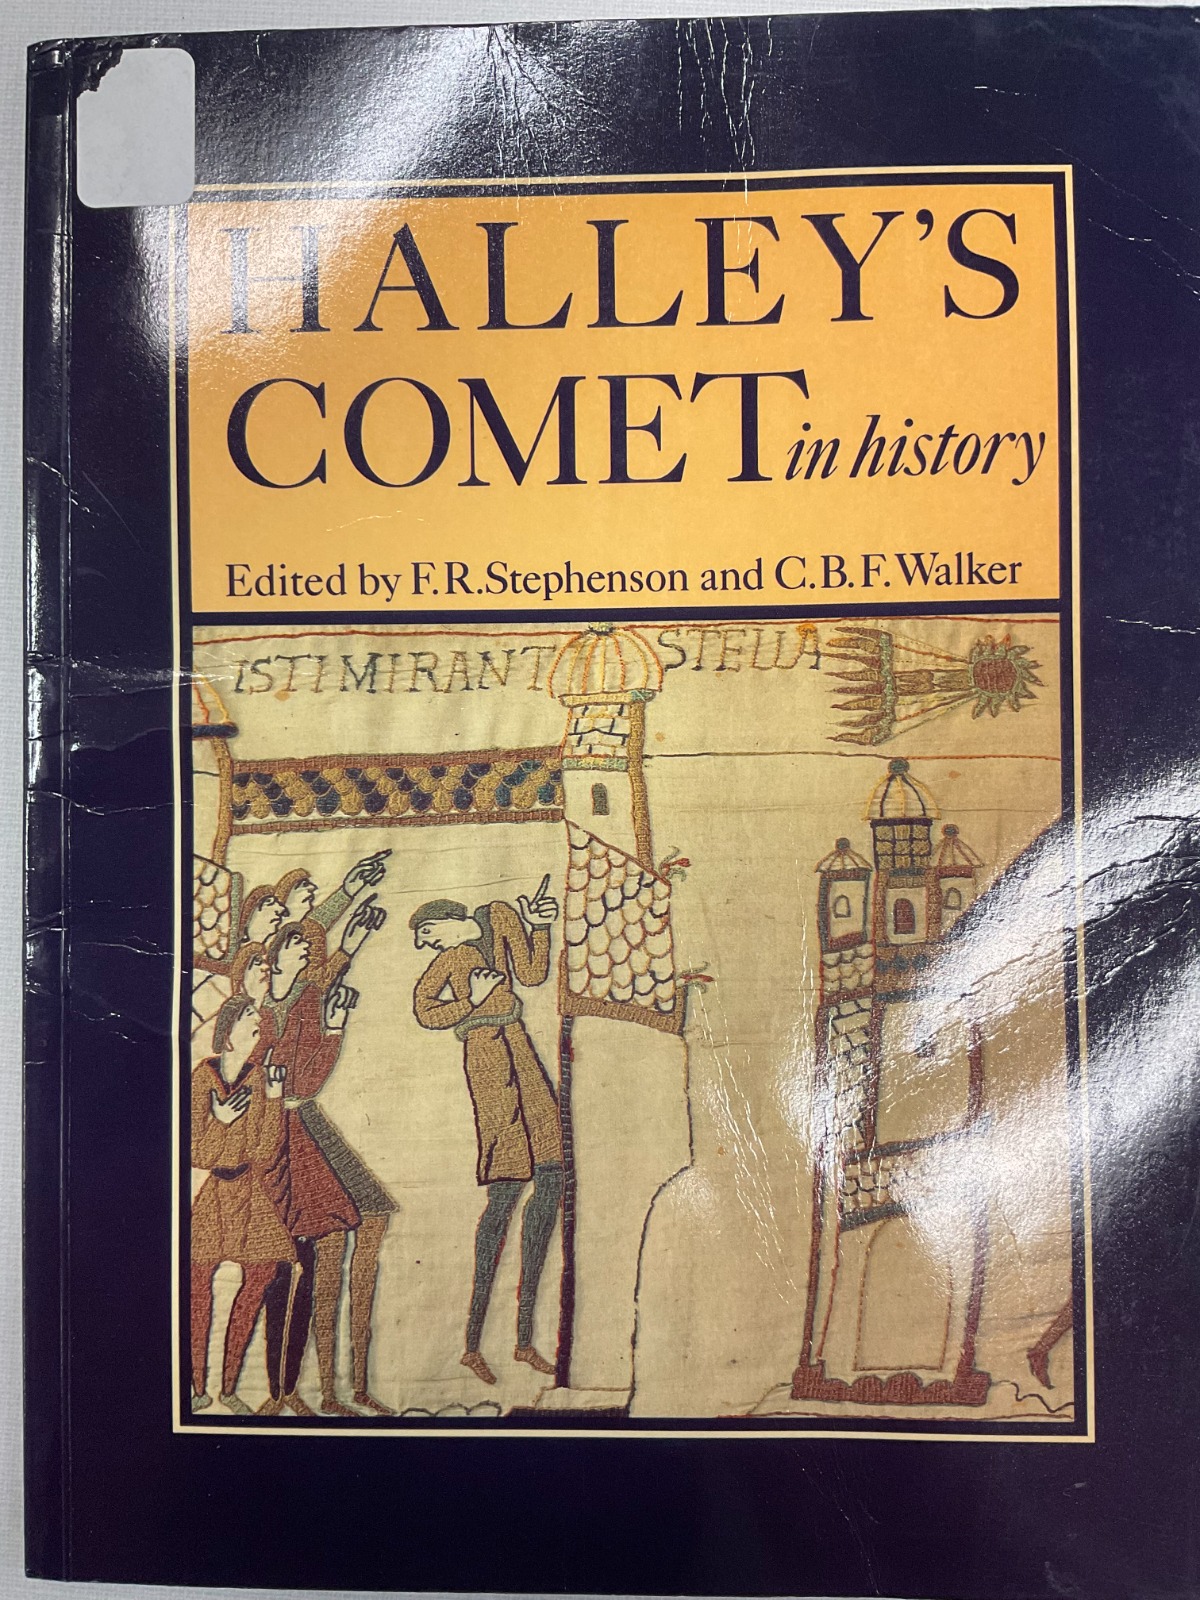 HALLEY'S
COMET in history
Edited by F.R.Stephenson and C.B.F.Walker
ISTI MIRANT STELLA